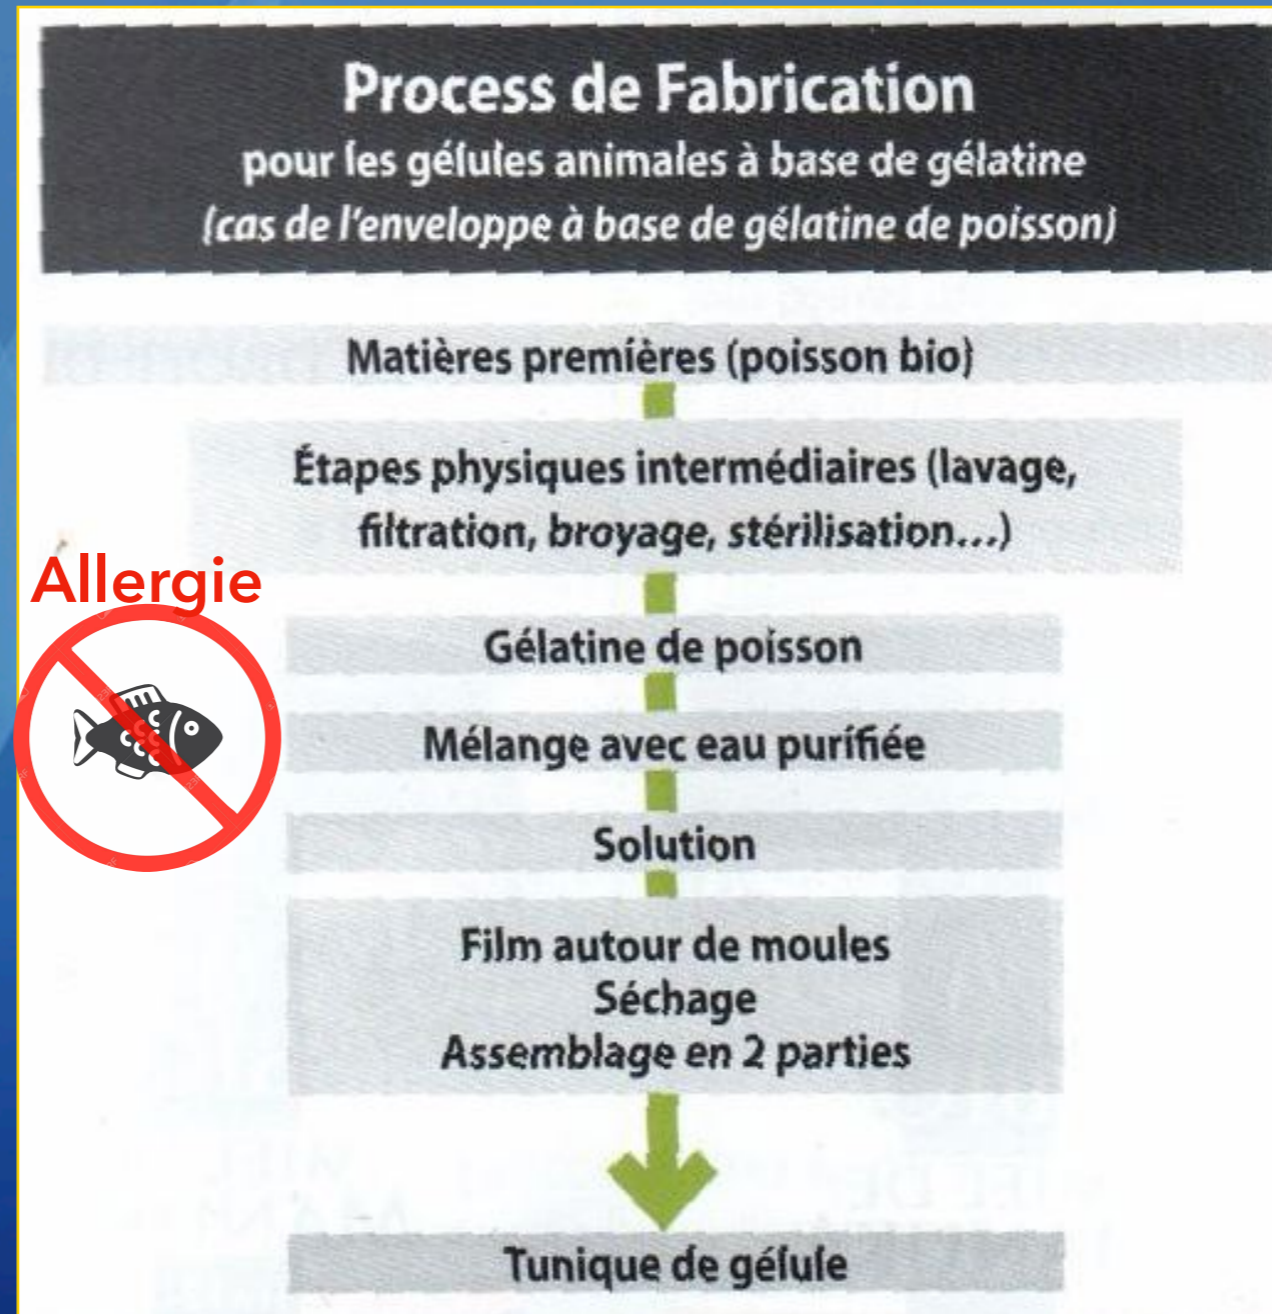 Process de Fabrication
pour les gélules animales à base de gélatine
(cas de l'enveloppe à base de gélatine de poisson)
Matières premières (poisson bio)
Étapes physiques intermédiaires (lavage,
filtration, broyage, stérilisation...)
Allergie
Gélatine de poisson
Mélange avec eau purifiée
Solution
Film autour de moules
Séchage
Assemblage en 2 parties
Tunique de gélule